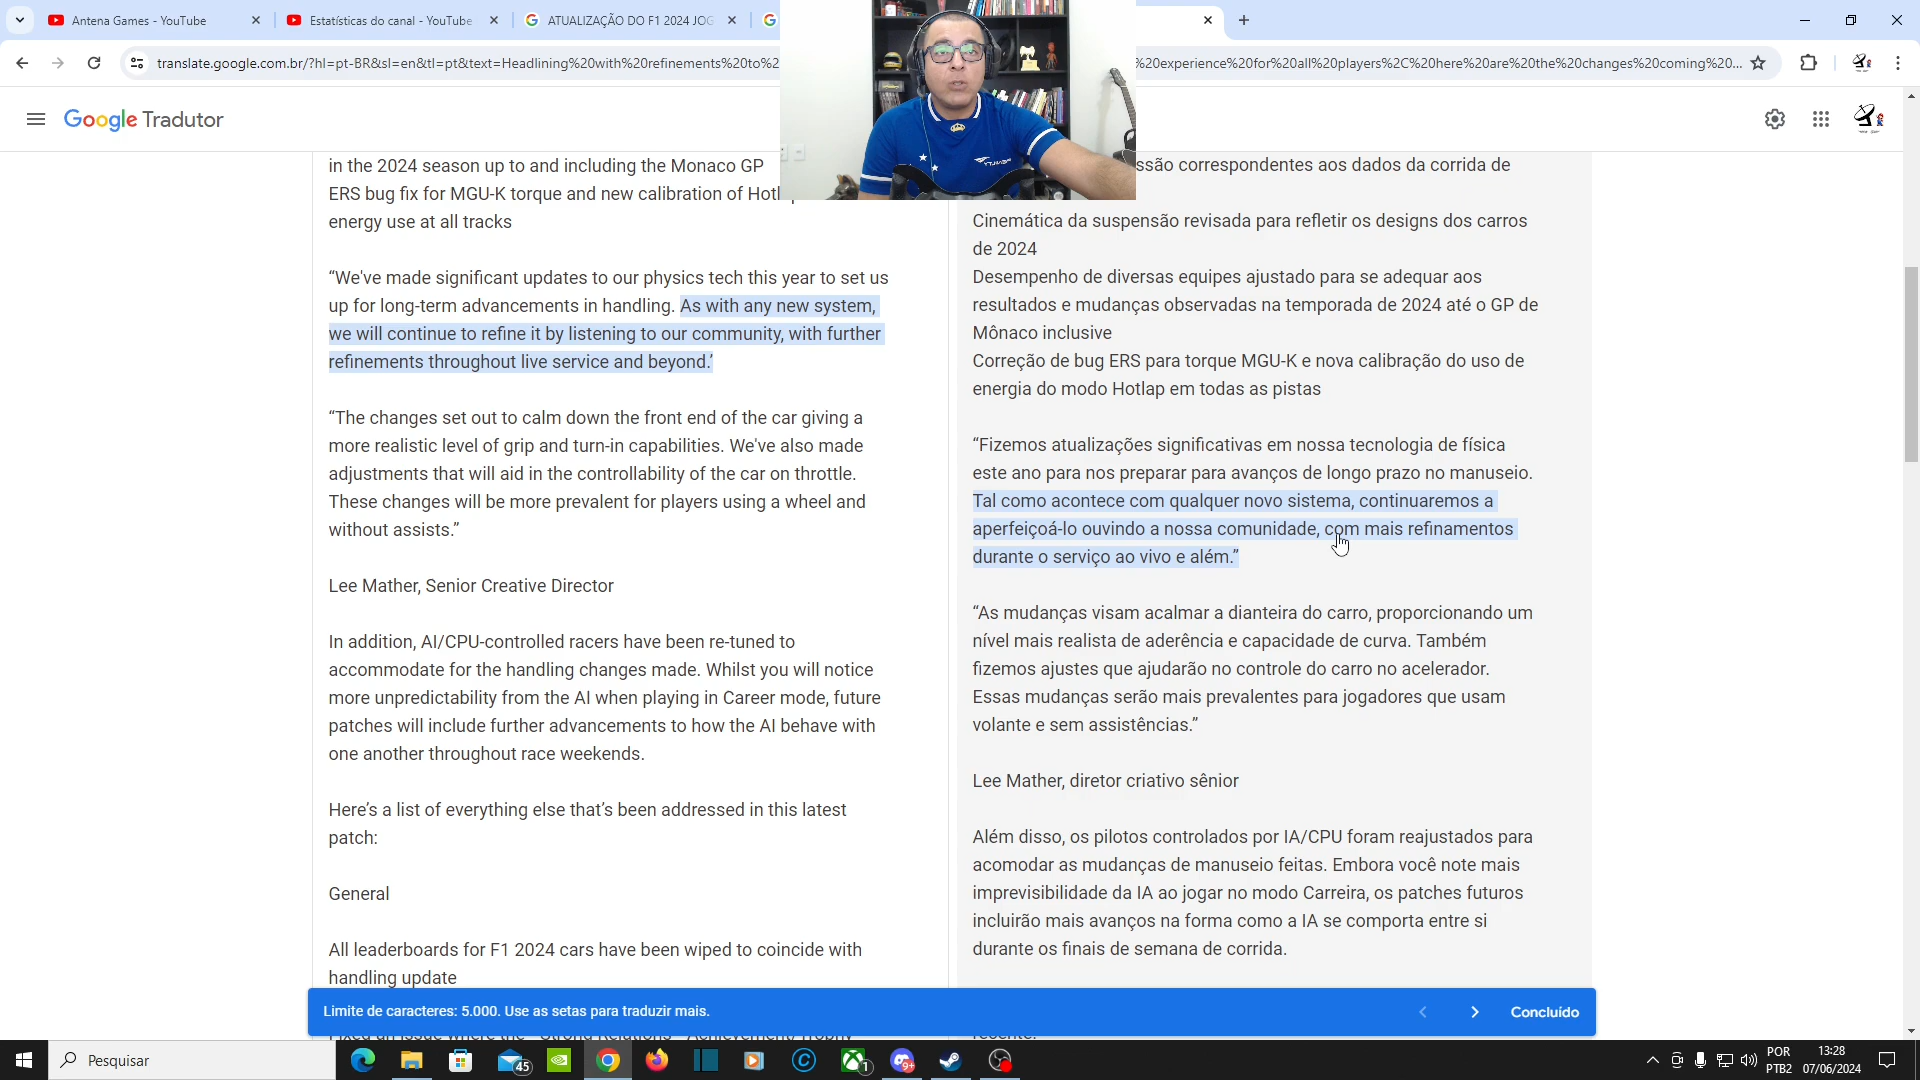 Antena Games - YouTube
Estatísticas do canal - YouTube
ATUALIZAÇÃO DO F1 2024 JOG
translate.google.com.br/?hl=pt-BR&sl=en&tl=pt&text=Headlining%20with%20refinements%20to%2
%20experience%20for%20all%20players%2C%20here%20are%20the%20changes%20coming%20...
Google Tradutor
in the 2024 season up to and including the Monaco GP
ERS bug fix for MGU-K torque and new calibration of Hotl
energy use at all tracks
“We've made significant updates to our physics tech this year to set us
up for long-term advancements in handling. As with any new system,
we will continue to refine it by listening to our community, with further
refinements throughout live service and beyond.’
“The changes set out to calm down the front end of the car giving a
more realistic level of grip and turn-in capabilities. We've also made
adjustments that will aid in the controllability of the car on throttle.
These changes will be more prevalent for players using a wheel and
without assists.”
Lee Mather, Senior Creative Director
In addition, AI/CPU-controlled racers have been re-tuned to
accommodate for the handling changes made. Whilst you will notice
more unpredictability from the AI when playing in Career mode, future
patches will include further advancements to how the AI behave with
one another throughout race weekends.
Here’s a list of everything else that’s been addressed in this latest
patch:
General
All leaderboards for F1 2024 cars have been wiped to coincide with
handling update
ssão correspondentes aos dados da corrida de
Cinemática da suspensão revisada para refletir os designs dos carros
de 2024
Desempenho de diversas equipes ajustado para se adequar aos
resultados e mudanças observadas na temporada de 2024 até o GP de
Mônaco inclusive
Correção de bug ERS para torque MGU-K e nova calibração do uso de
energia do modo Hotlap em todas as pistas
“Fizemos atualizações significativas em nossa tecnologia de física
este ano para nos preparar para avanços de longo prazo no manuseio.
Tal como acontece com qualquer novo sistema, continuaremos a
aperfeiçoá-lo ouvindo a nossa comunidade, com mais refinamentos
durante o serviço ao vivo e além.”
“As mudanças visam acalmar a dianteira do carro, proporcionando um
nível mais realista de aderência e capacidade de curva. Também
fizemos ajustes que ajudarão no controle do carro no acelerador.
Essas mudanças serão mais prevalentes para jogadores que usam
volante e sem assistências.”
Lee Mather, diretor criativo sênior
Além disso, os pilotos controlados por IA/CPU foram reajustados para
acomodar as mudanças de manuseio feitas. Embora você note mais
imprevisibilidade da IA ao jogar no modo Carreira, os patches futuros
incluirão mais avanços na forma como a IA se comporta entre si
durante os finais de semana de corrida.
Limite de caracteres: 5.000. Use as setas para traduzir mais.
Concluído
Pesquisar
45
1
9+
POR
PTB2
13:28
07/06/2024